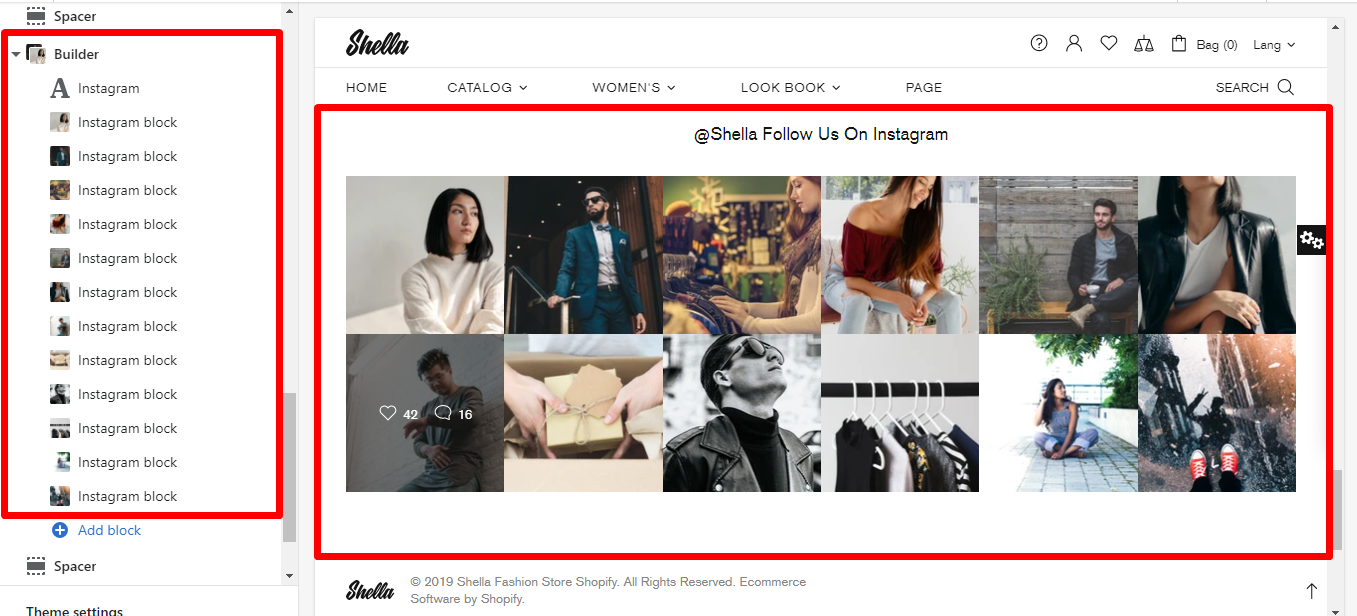 Spacer
Builder
A Instagram
Instagram block
Instagram block
Instagram block
Instagram block
Instagram block
Instagram block
Instagram block
Instagram block
Instagram block
Instagram block
Instagram block
Instagram block
Add block
Spacer
Theme settings
Shella
Bag (0) Lang
HOME CATALOG WOMEN'S LOOK BOOK PAGE SEARCH
@Shella Follow Us On Instagram
42 16
Shella
© 2019 Shella Fashion Store Shopify. All Rights Reserved. Ecommerce
Software by Shopify.